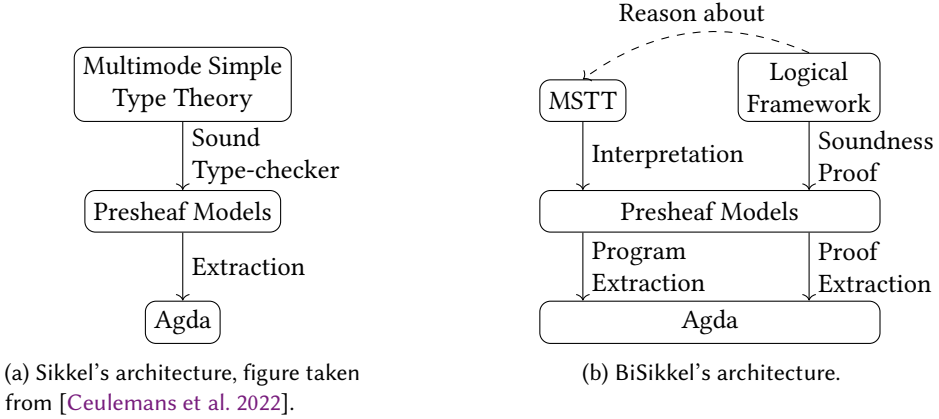 Multimode Simple
Type Theory
Sound
Type-checker
Presheaf Models
Extraction
Agda
(a) Sikkel's architecture, figure taken
from [Ceulemans et al. 2022].
Reason about
MSTT
Logical
Framework
Interpretation
Soundness
Proof
Presheaf Models
Program
Extraction
Proof
Extraction
Agda
(b) BiSikkel's architecture.